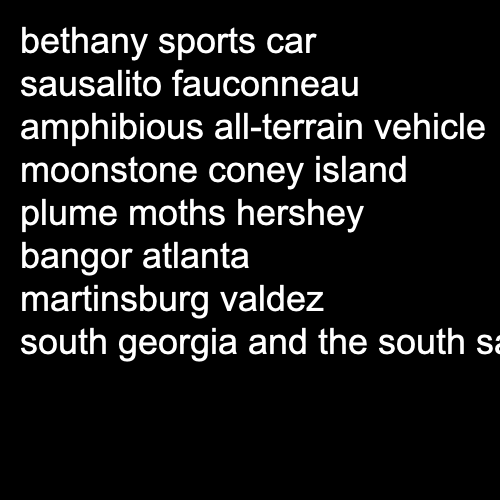 bethany sports car
sausalito fauconneau
amphibious all-terrain vehicle
moonstone coney island
plume moths hershey
bangor atlanta
martinsburg valdez
south georgia and the south